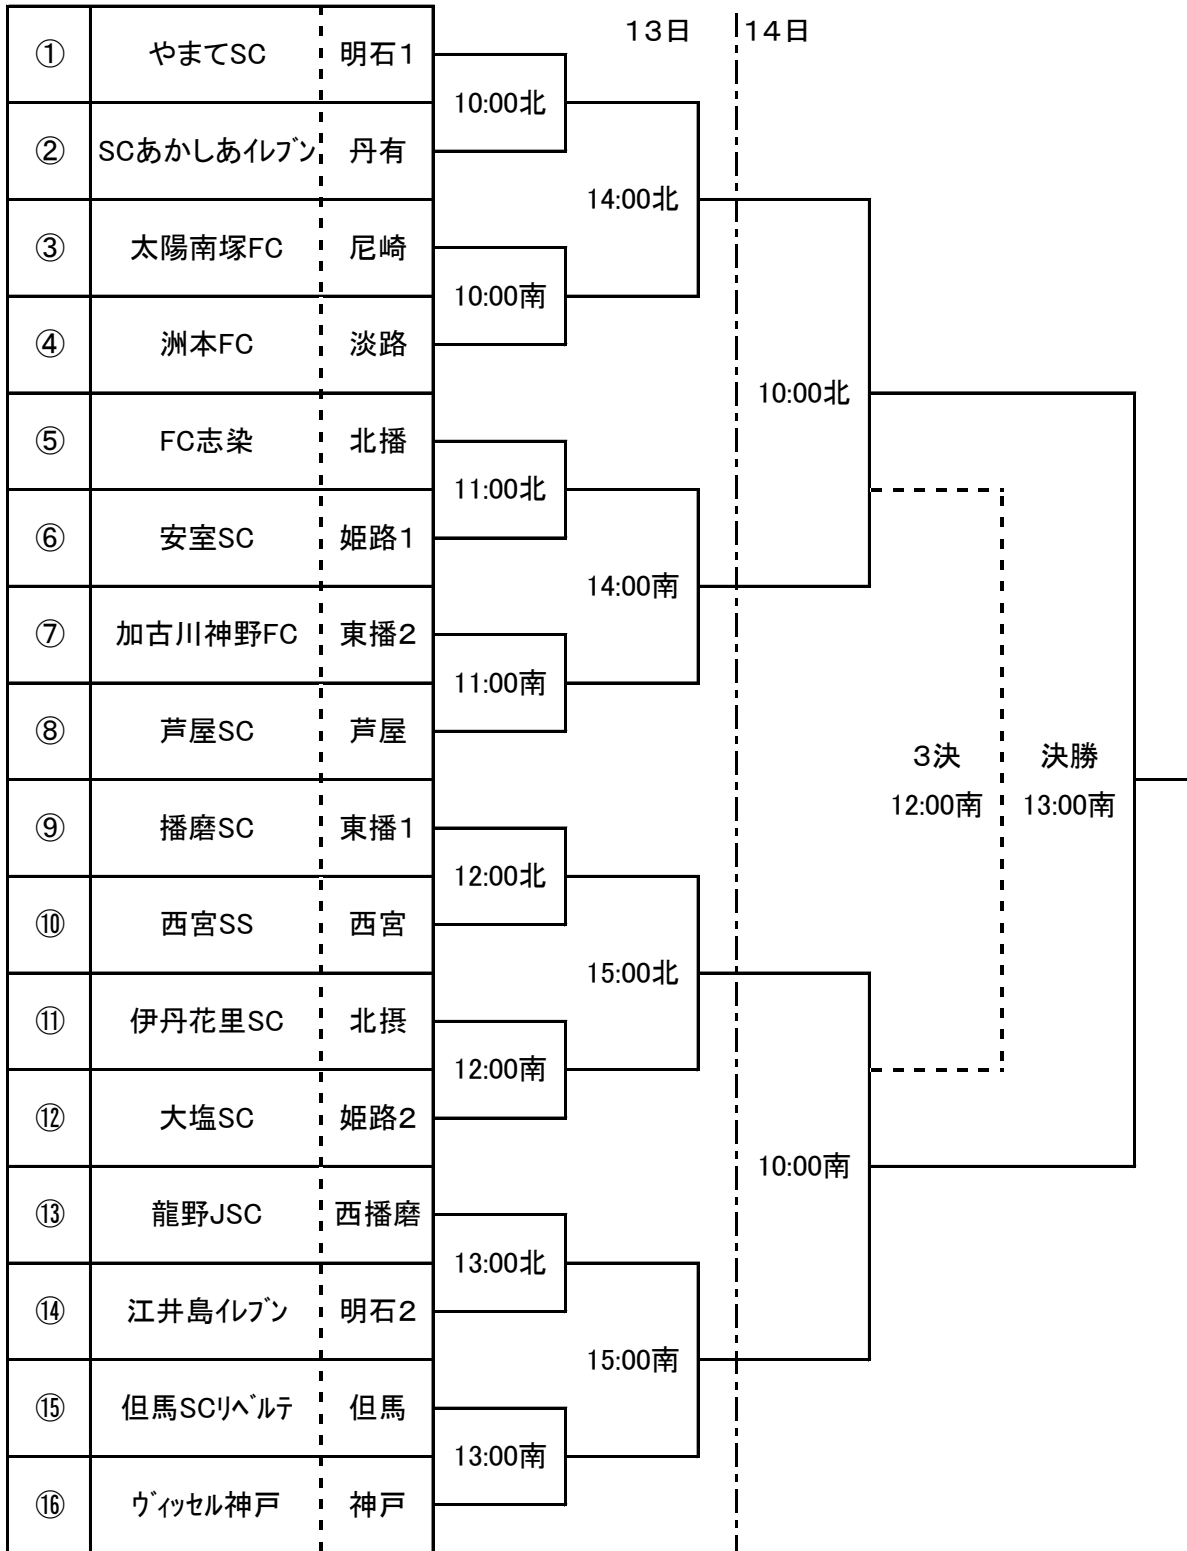 13日 14日
① やまてSC 明石1
10:00北
② SCあかしあイレブン 丹有
14:00北
③ 太陽南塚FC 尼崎
10:00南
④ 洲本FC 淡路
10:00北
⑤ FC志染 北播
11:00北
⑥ 安室SC 姫路1
14:00南
⑦ 加古川神野FC 東播2
11:00南
⑧ 芦屋SC 芦屋
3決 決勝
12:00南 13:00南
⑨ 播磨SC 東播1
12:00北
⑩ 西宮SS 西宮
15:00北
⑪ 伊丹花里SC 北摂
12:00南
⑫ 大塩SC 姫路2
10:00南
⑬ 龍野JSC 西播磨
13:00北
⑭ 江井島イレブン 明石2
15:00南
⑮ 但馬SCリベルテ 但馬
13:00南
⑯ ヴィッセル神戸 神戸